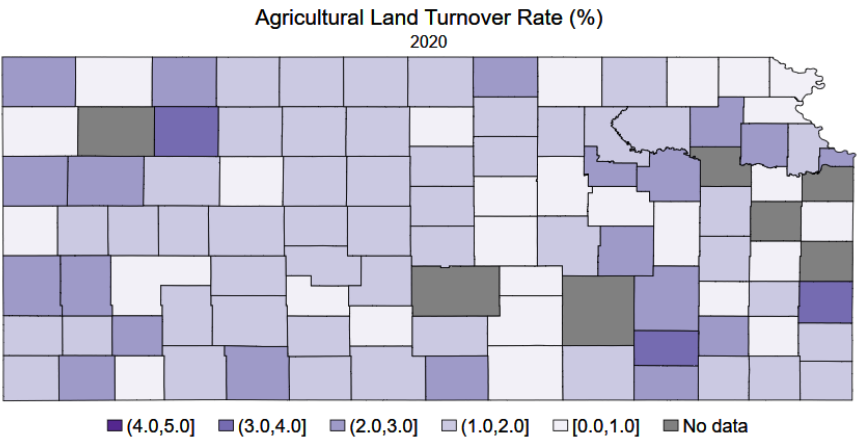 Agricultural Land Turnover Rate (%)
2020
(4.0,5.0] (3.0,4.0] (2.0,3.0] (1.0,2.0] [0.0,1.0] No data